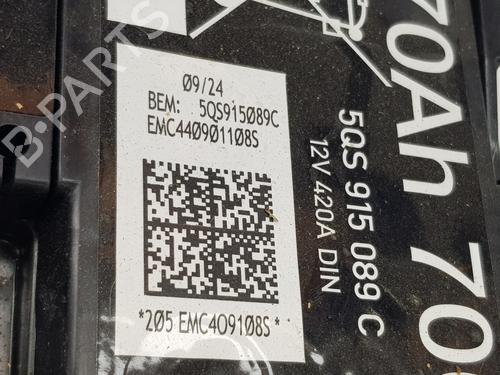 09/24
BEM: 5QS915089C
EMC440901108S
*205 EMC409108S*
70Ah 70
5QS 915 089 C
12V 420A DIN
B-PARTS